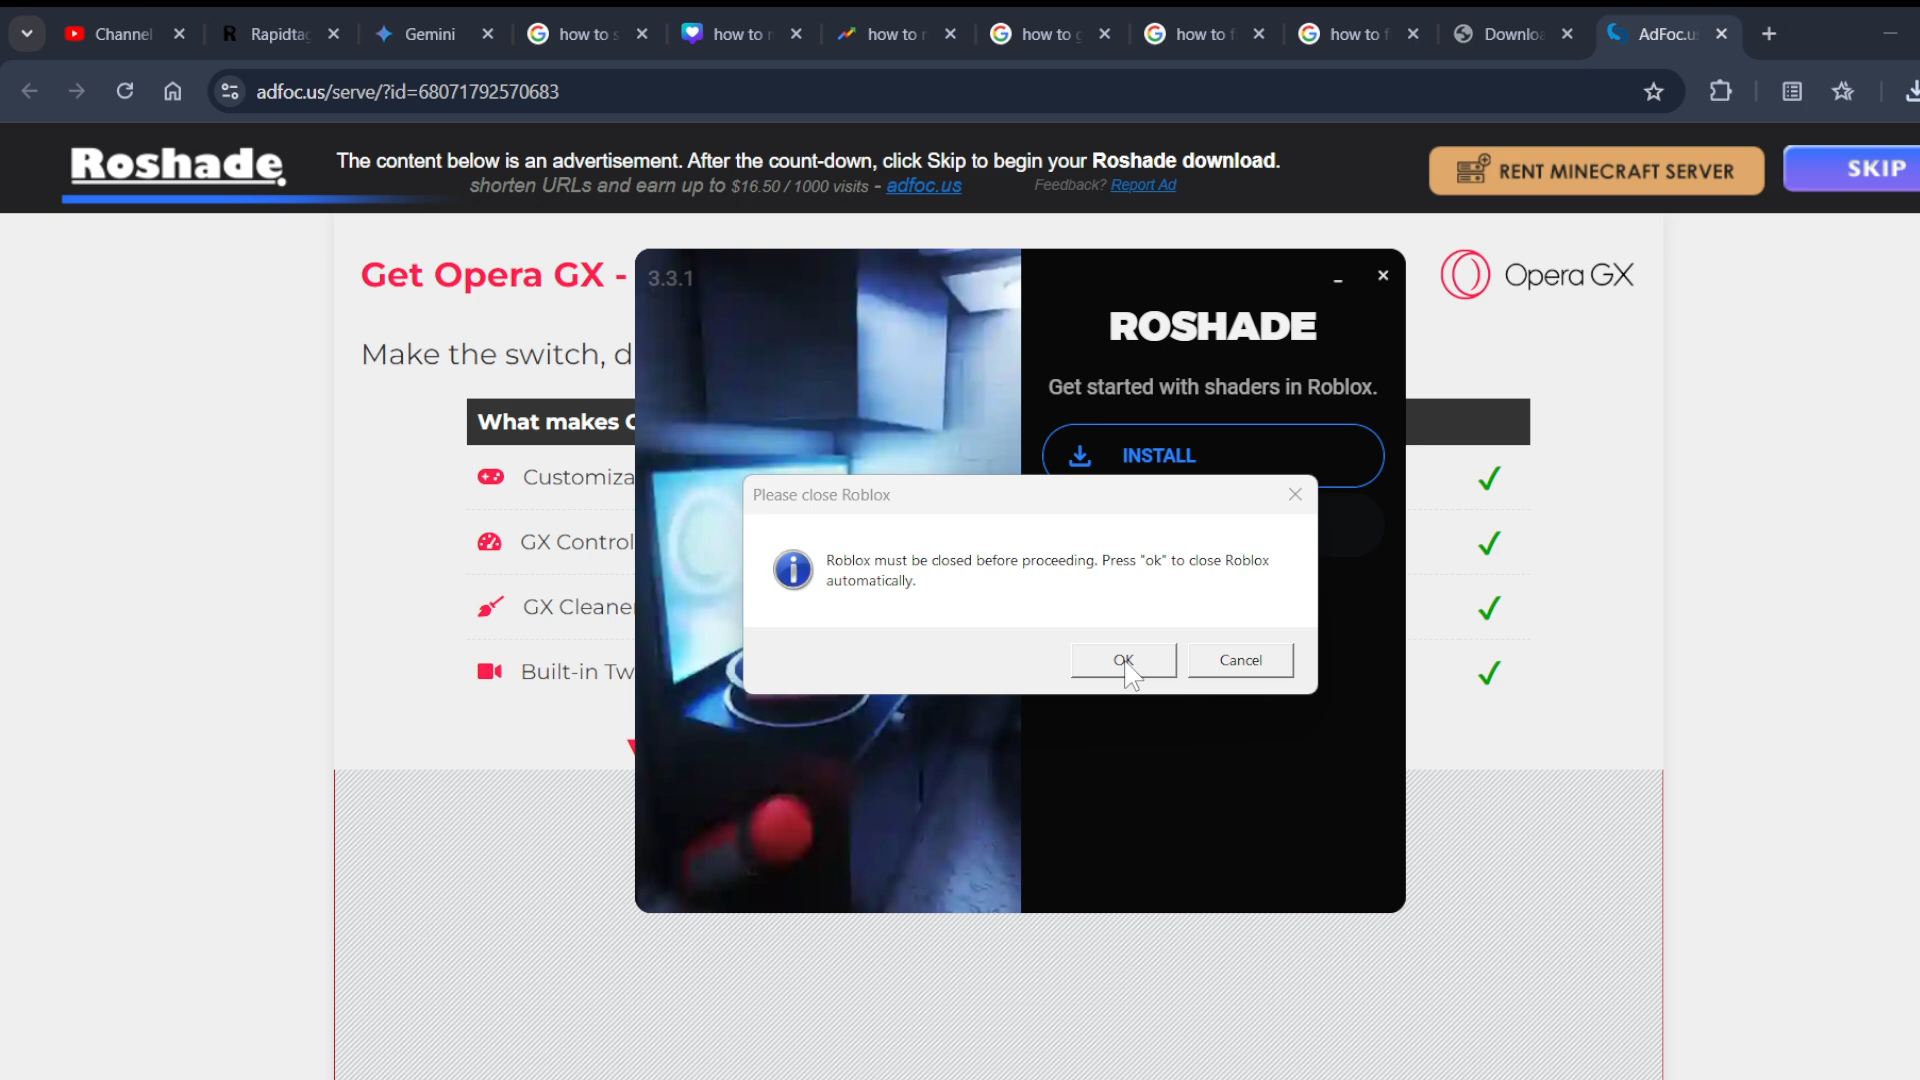 Channel
Rapidta
Gemini
how to s
how to r
how to r
how to g
how to f
how to f
Downloa
AdFoc.us
adfoc.us/serve/?id=68071792570683
Roshade
The content below is an advertisement. After the count-down, click Skip to begin your Roshade download.
shorten URLs and earn up to $16.50 / 1000 visits - adfoc.us
Feedback? Report Ad
RENT MINECRAFT SERVER
SKIP
Get Opera GX -
Opera GX
Make the switch, d
What makes
Customiza
GX Control
GX Cleaner
Built-in Tw
3.3.1
ROSHADE
Get started with shaders in Roblox.
INSTALL
Please close Roblox
Roblox must be closed before proceeding. Press "ok" to close Roblox
automatically.
OK
Cancel